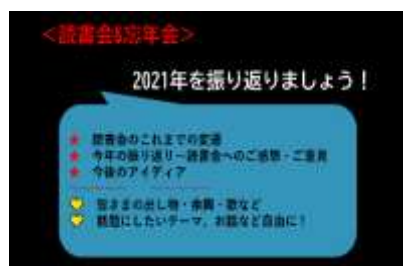 <読書会&忘年会>
2021年を振り返りましょう！
★ 読書会のこれまでの変遷
★ 今年の振り返り～読書会へのご感想・ご意見
★ 今後のアイディア
皆さまの出し物・余興・歌など
話題にしたいテーマ、お話など自由に！